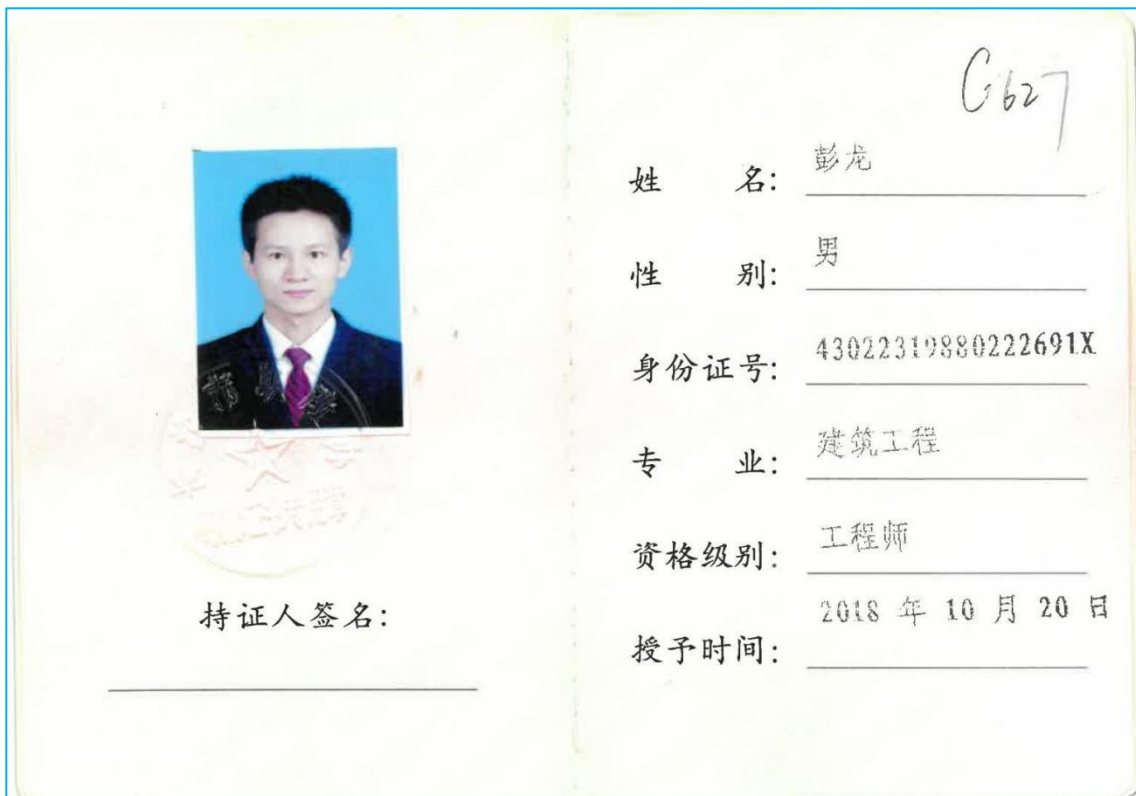 G627
姓 名: 彭龙
性 别: 男
身份证号: 43022319880222691X
专 业: 建筑工程
资格级别: 工程师
授予时间: 2018 年 10 月 20 日
持证人签名: